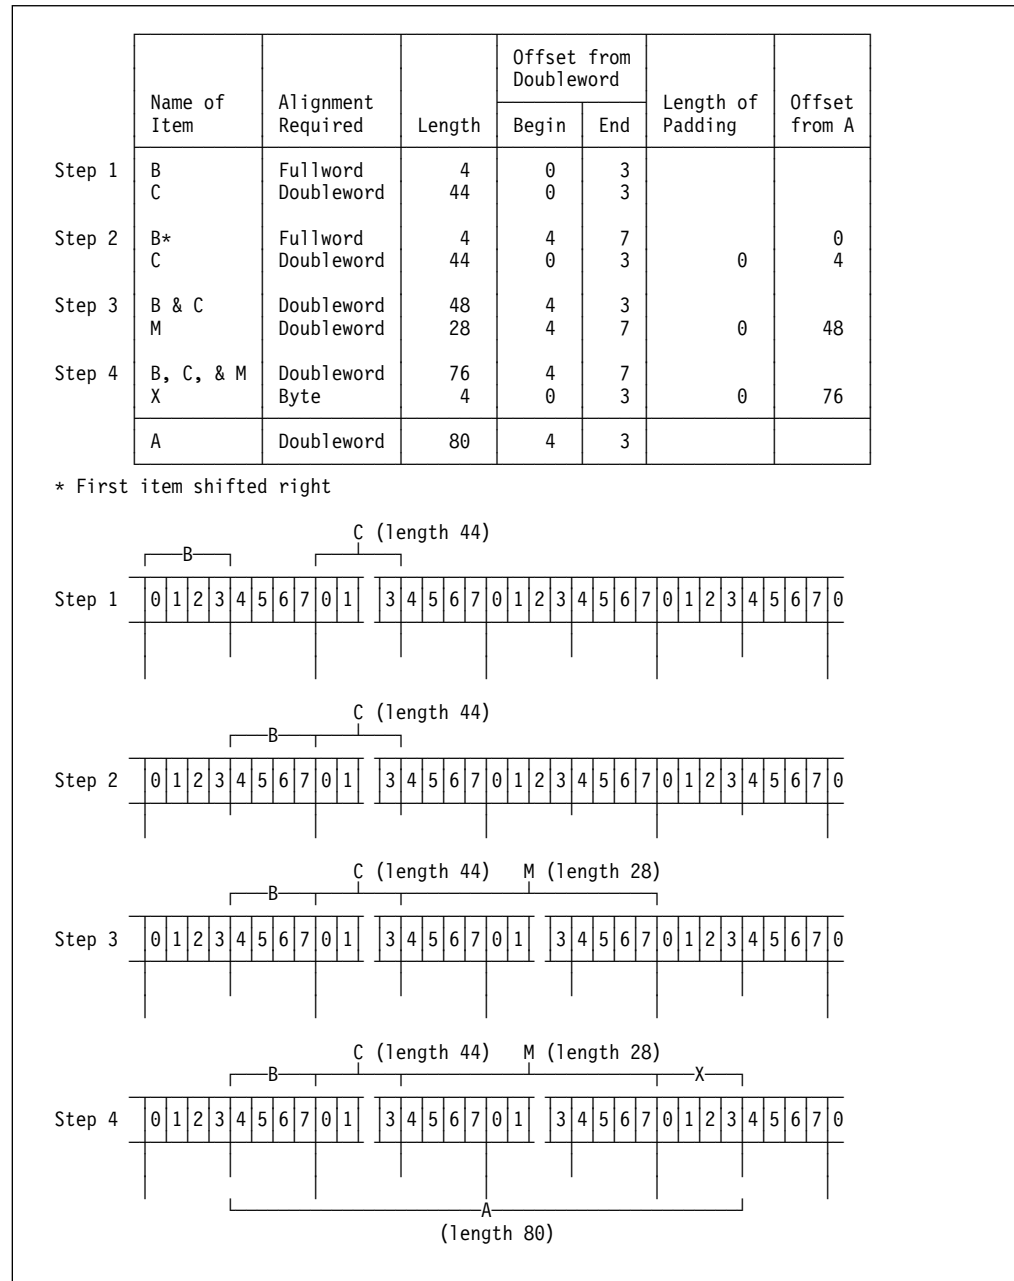 Offset from
Doubleword
Name of Alignment Length of Offset
Item Required Length Begin End Padding from A
Step 1 B Fullword 4 0 3
C Doubleword 44 0 3
Step 2 B* Fullword 4 4 7 0
C Doubleword 44 0 3 0 4
Step 3 B & C Doubleword 48 4 3
M Doubleword 28 4 7 0 48
Step 4 B, C, & M Doubleword 76 4 7
X Byte 4 0 3 0 76
A Doubleword 80 4 3
* First item shifted right
C (length 44)
B
Step 1 0 1 2 3 4 5 6 7 0 1 3 4 5 6 7 0 1 2 3 4 5 6 7 0 1 2 3 4 5 6 7 0
C (length 44)
B
Step 2 0 1 2 3 4 5 6 7 0 1 3 4 5 6 7 0 1 2 3 4 5 6 7 0 1 2 3 4 5 6 7 0
C (length 44) M (length 28)
B
Step 3 0 1 2 3 4 5 6 7 0 1 3 4 5 6 7 0 1 3 4 5 6 7 0 1 2 3 4 5 6 7 0
C (length 44) M (length 28)
B X
Step 4 0 1 2 3 4 5 6 7 0 1 3 4 5 6 7 0 1 3 4 5 6 7 0 1 2 3 4 5 6 7 0
A
(length 80)